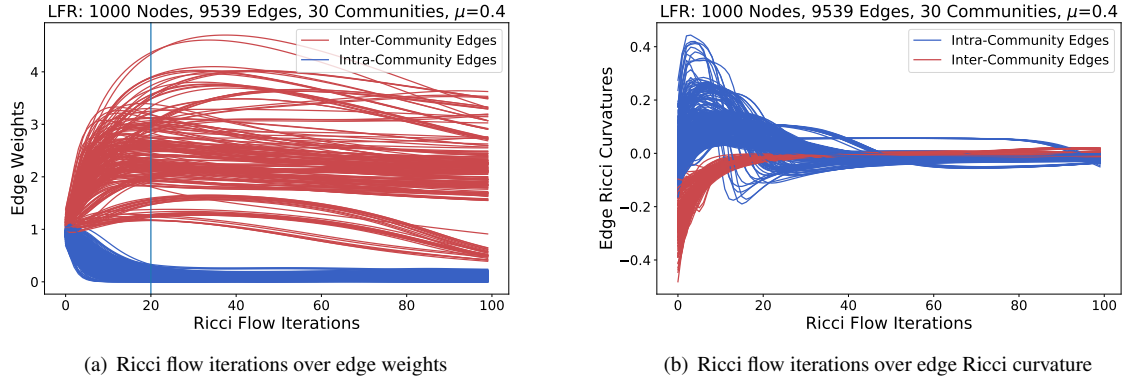 LFR: 1000 Nodes, 9539 Edges, 30 Communities, μ=0.4
Inter-Community Edges
Intra-Community Edges
Edge Weights
4
3
2
1
0
0 20 40 60 80 100
Ricci Flow Iterations
(a) Ricci flow iterations over edge weights
LFR: 1000 Nodes, 9539 Edges, 30 Communities, μ=0.4
Intra-Community Edges
Inter-Community Edges
Edge Ricci Curvatures
0.4
0.2
0.0
−0.2
−0.4
0 20 40 60 80 100
Ricci Flow Iterations
(b) Ricci flow iterations over edge Ricci curvature